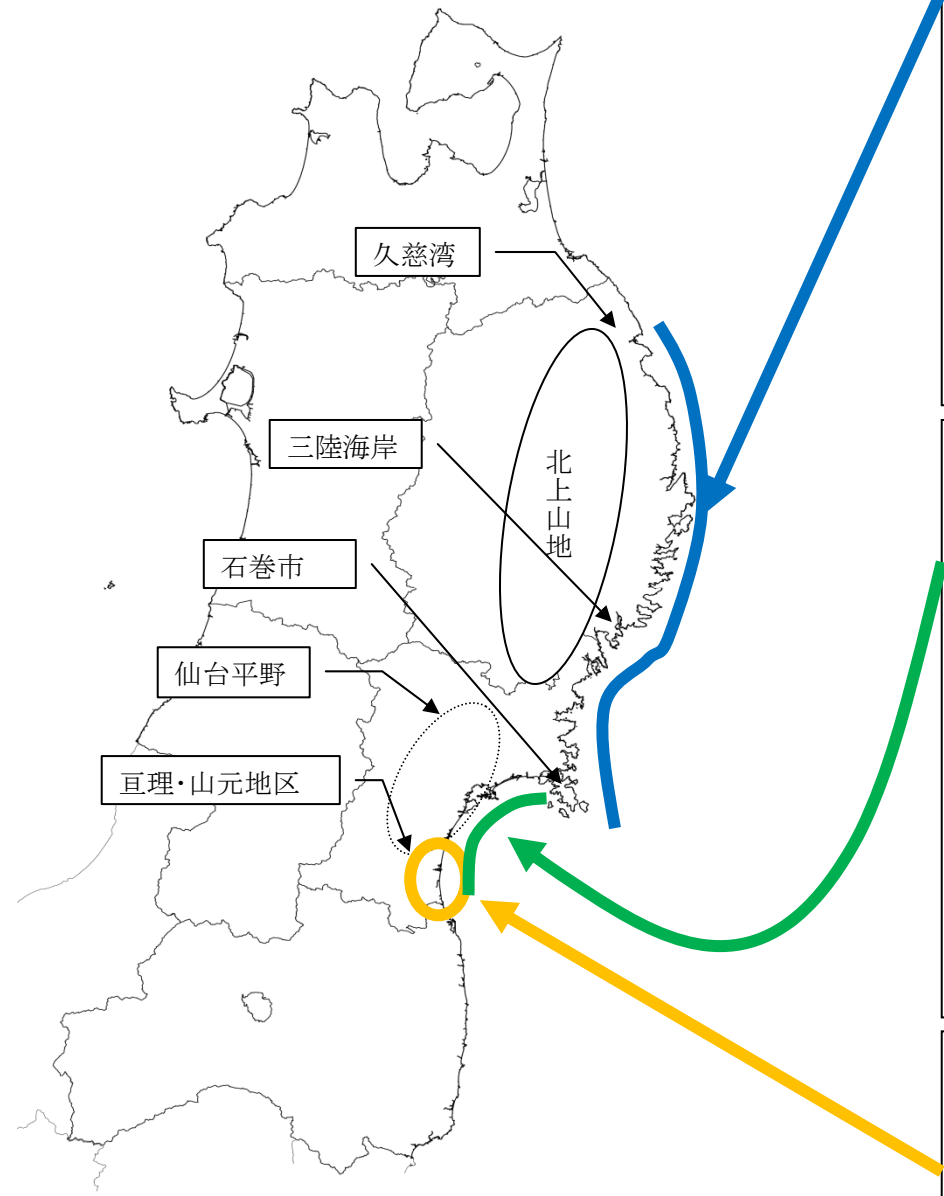 久慈湾
三陸海岸
北上山地
石巻市
仙台平野
亘理・山元地区